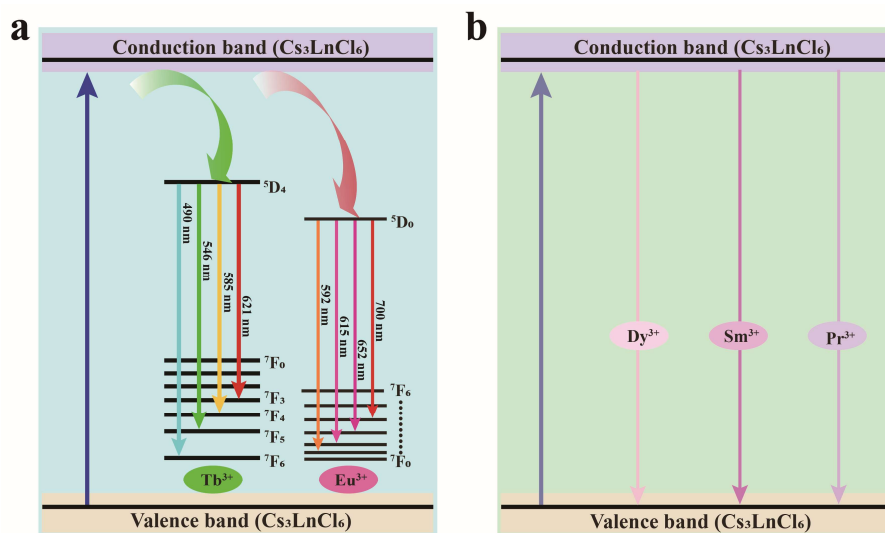 a
Conduction band (Cs₃LnCl₆)
⁵D₄
490 nm
546 nm
585 nm
621 nm
⁷F₀
⁷F₃
⁷F₄
⁷F₅
⁷F₆
Tb³⁺
⁵D₀
592 nm
615 nm
652 nm
700 nm
⁷F₆
⁷F₀
Eu³⁺
Valence band (Cs₃LnCl₆)
b
Conduction band (Cs₃LnCl₆)
Dy³⁺
Sm³⁺
Pr³⁺
Valence band (Cs₃LnCl₆)